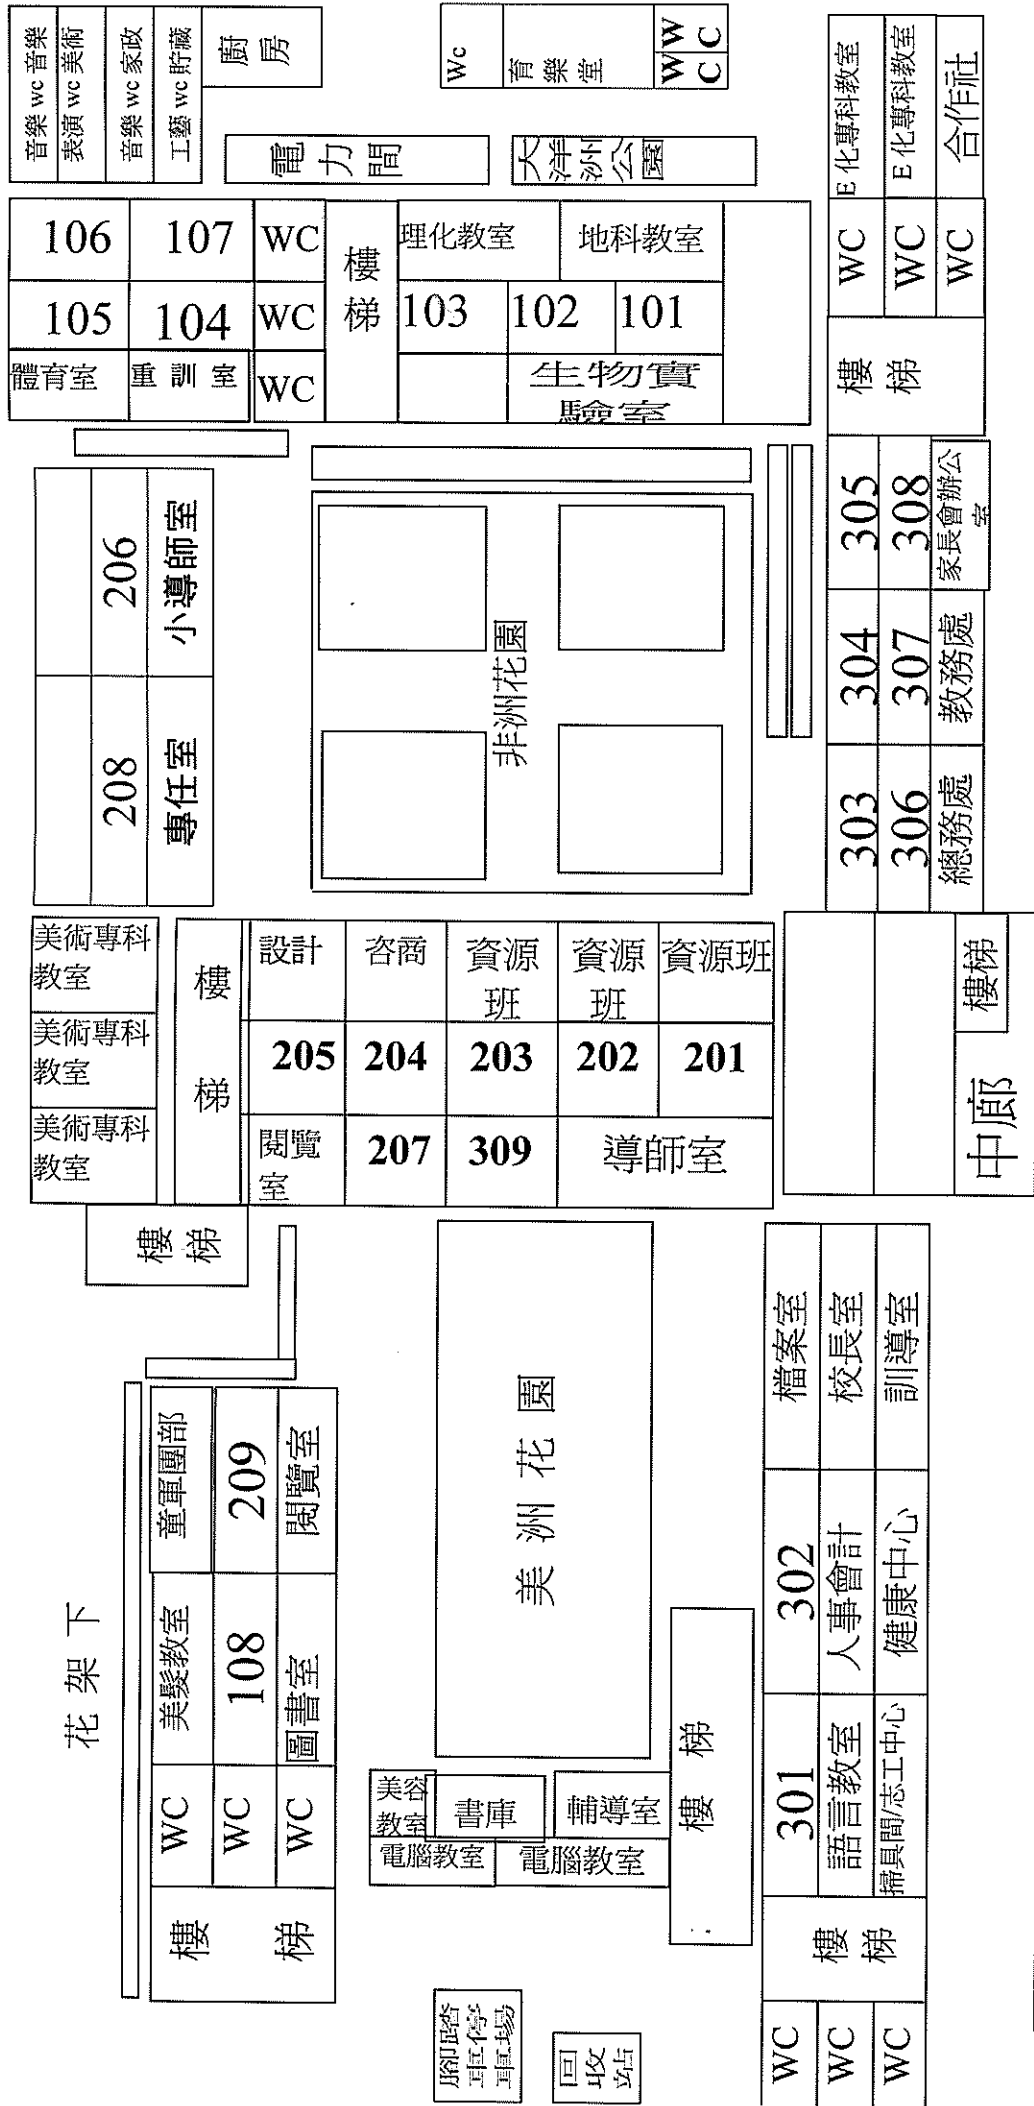 音樂 wc 音樂
表演 wc 美術
音樂 wc 家政
工藝 wc 貯藏
廚房
Wc
育樂堂
WC
WC
E 化專科教室
E 化專科教室
合作社
電力間
大洋洲公園
106
107
WC
樓梯
理化教室
地科教室
WC
WC
WC
105
104
WC
103
102
101
體育室
重訓室
WC
生物實
驗室
樓梯
206
小導師室
208
專任室
非洲花園
305
308
家長會辦公
室
304
307
教務處
303
306
總務處
美術專科
教室
美術專科
教室
美術專科
教室
樓梯
設計
咨商
資源
班
資源
班
資源班
205
204
203
202
201
閱覽
室
207
309
導師室
樓梯
中廊
樓梯
花架下
童軍團部
209
閱覽室
美髮教室
108
圖書室
WC
WC
WC
樓梯
美洲花園
美容
教室
書庫
輔導室
電腦教室
電腦教室
樓梯
檔案室
校長室
訓導室
302
人事會計
健康中心
301
語言教室
掃具間/志工中心
樓梯
WC
WC
WC
腳踏
車停
車場
回收站